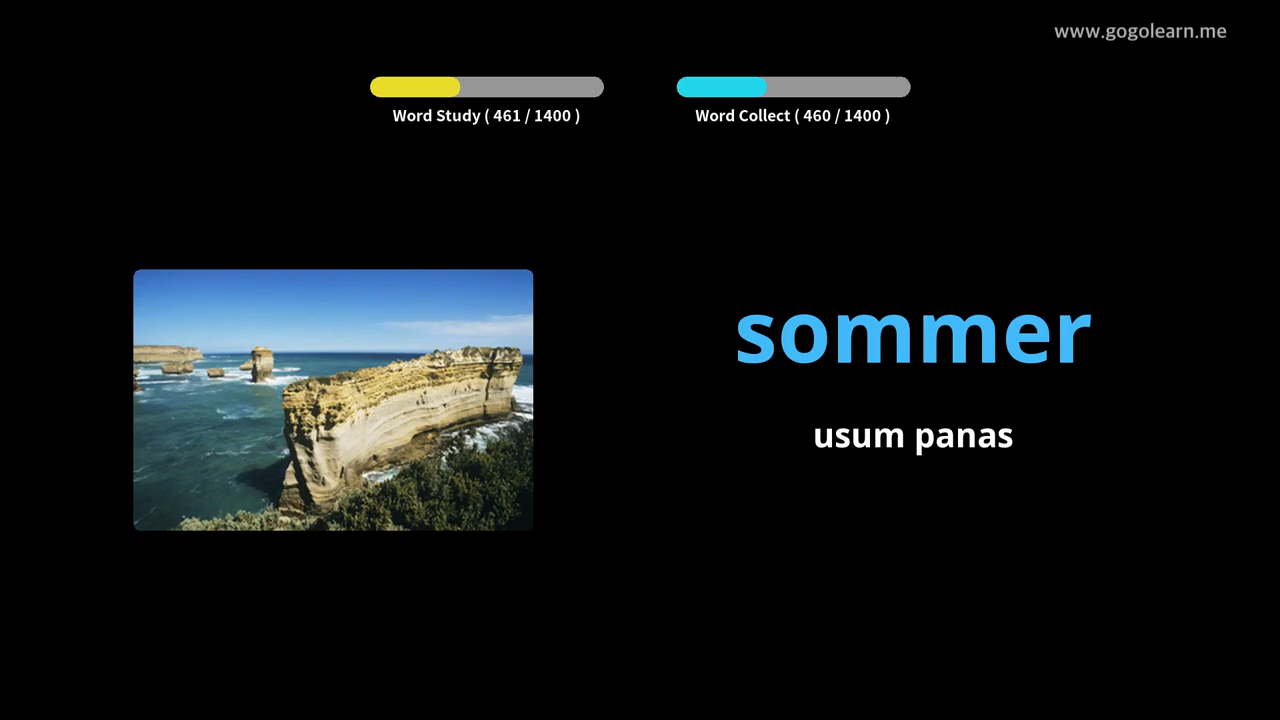 www.gogolearn.me
Word Study ( 461 / 1400 )
Word Collect ( 460 / 1400 )
sommer
usum panas